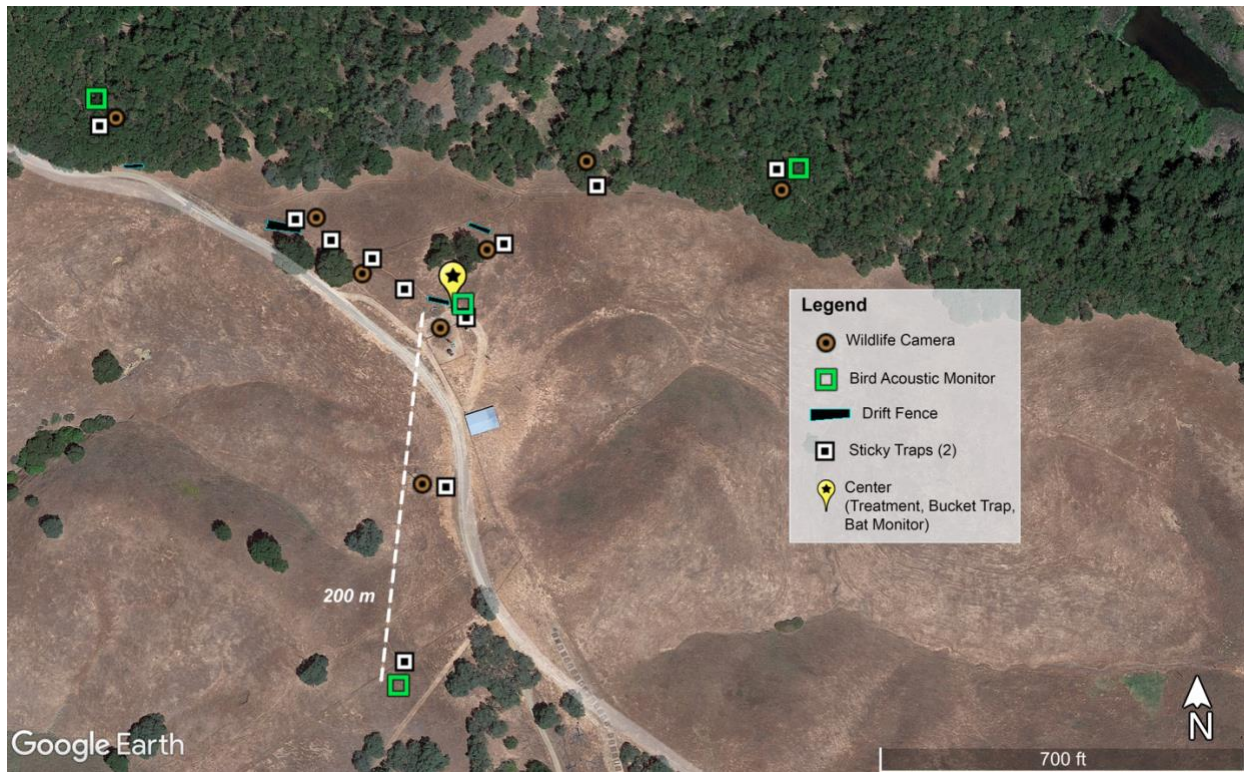 Legend
Wildlife Camera
Bird Acoustic Monitor
Drift Fence
Sticky Traps (2)
Center
(Treatment, Bucket Trap,
Bat Monitor)
200 m
N
Google Earth
700 ft